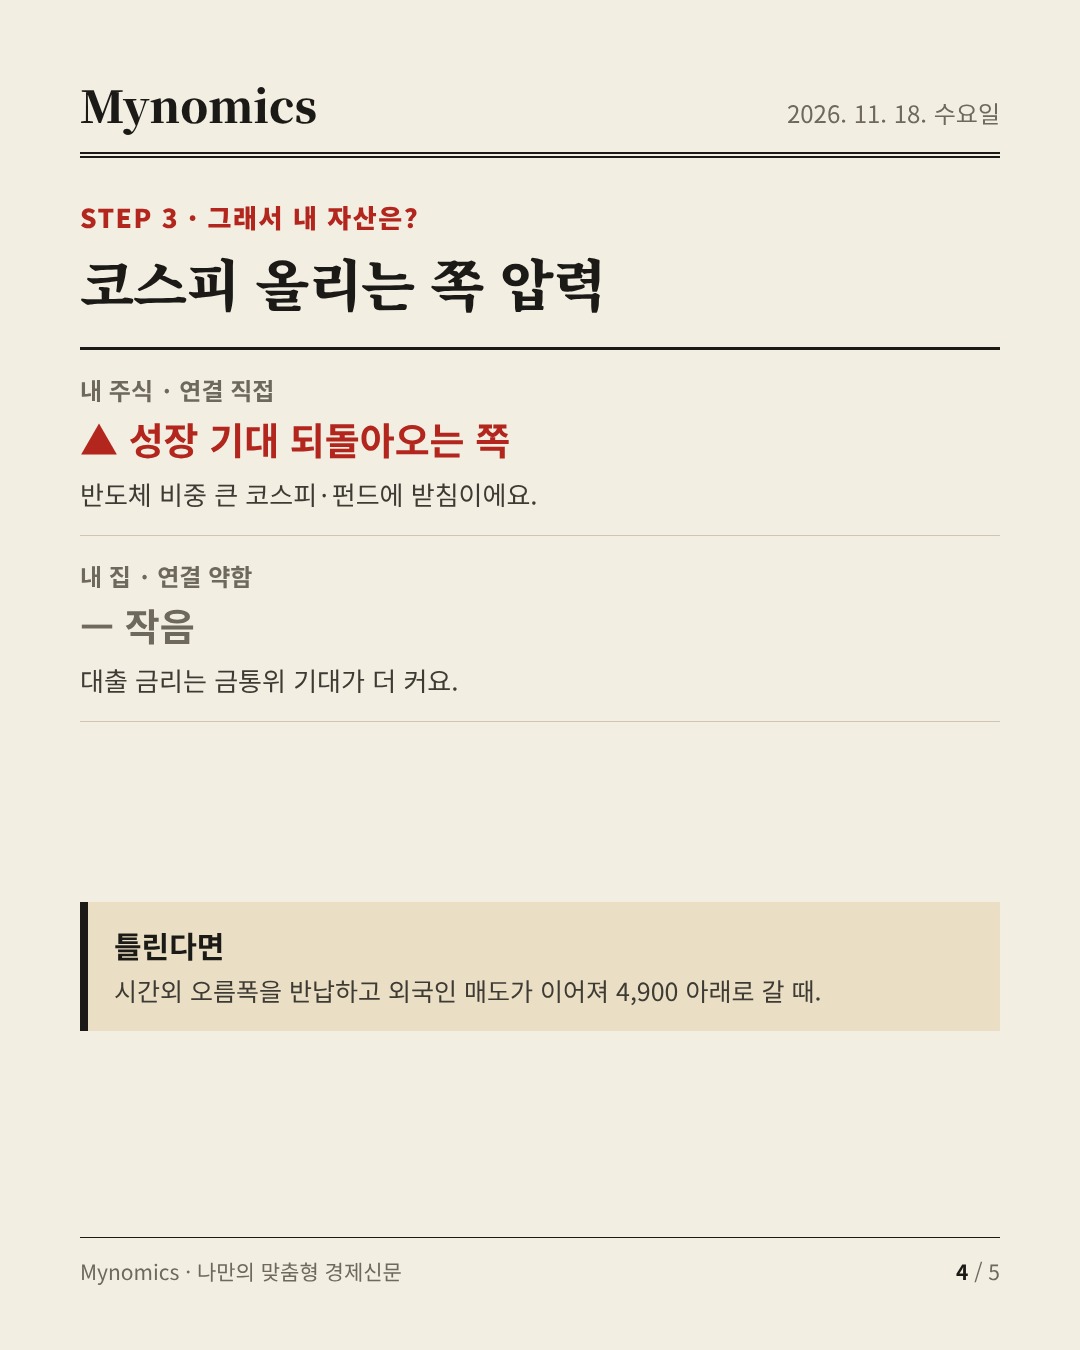 Mynomics
2026. 11. 18. 수요일
STEP 3 · 그래서 내 자산은?
코스피 올리는 쪽 압력
내 주식 · 연결 직접
▲ 성장 기대 되돌아오는 쪽
반도체 비중 큰 코스피·펀드에 받침이에요.
내 집 · 연결 약함
— 작음
대출 금리는 금통위 기대가 더 커요.
틀린다면
시간외 오름폭을 반납하고 외국인 매도가 이어져 4,900 아래로 갈 때.
Mynomics · 나만의 맞춤형 경제신문
4 / 5